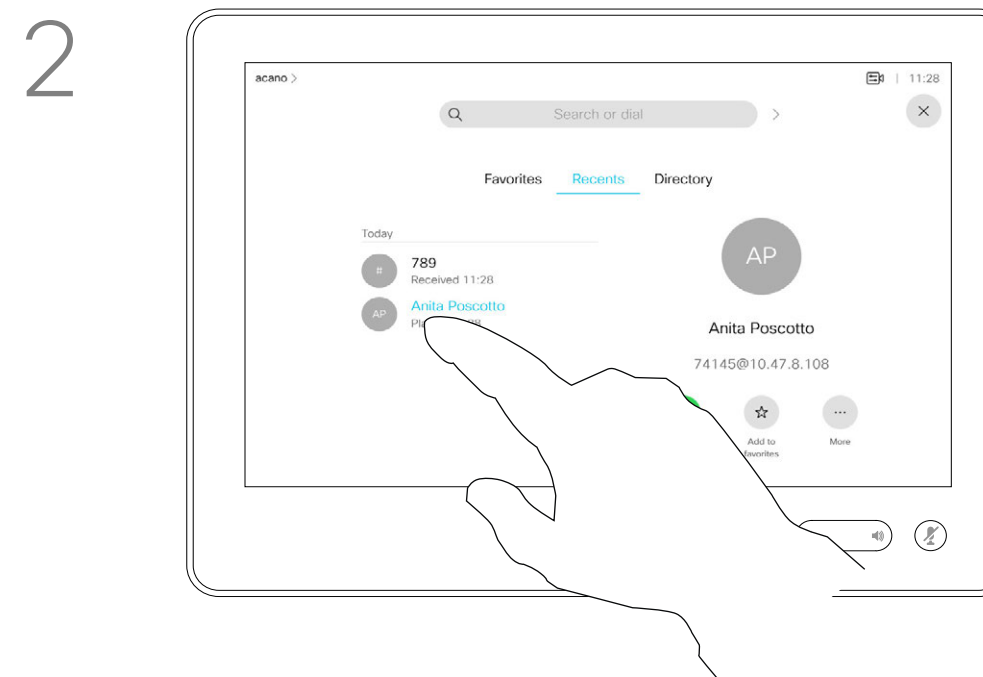 2
acano >
11:28
Search or dial
Favorites Recents Directory
Today
#
789
Received 11:28
AP
Anita Poscotto
AP
Anita Poscotto
74145@10.47.8.108
Add to
favorites
More